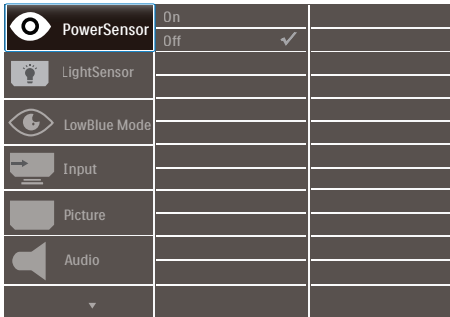 PowerSensor
On
Off
LightSensor
LowBlue Mode
Input
Picture
Audio